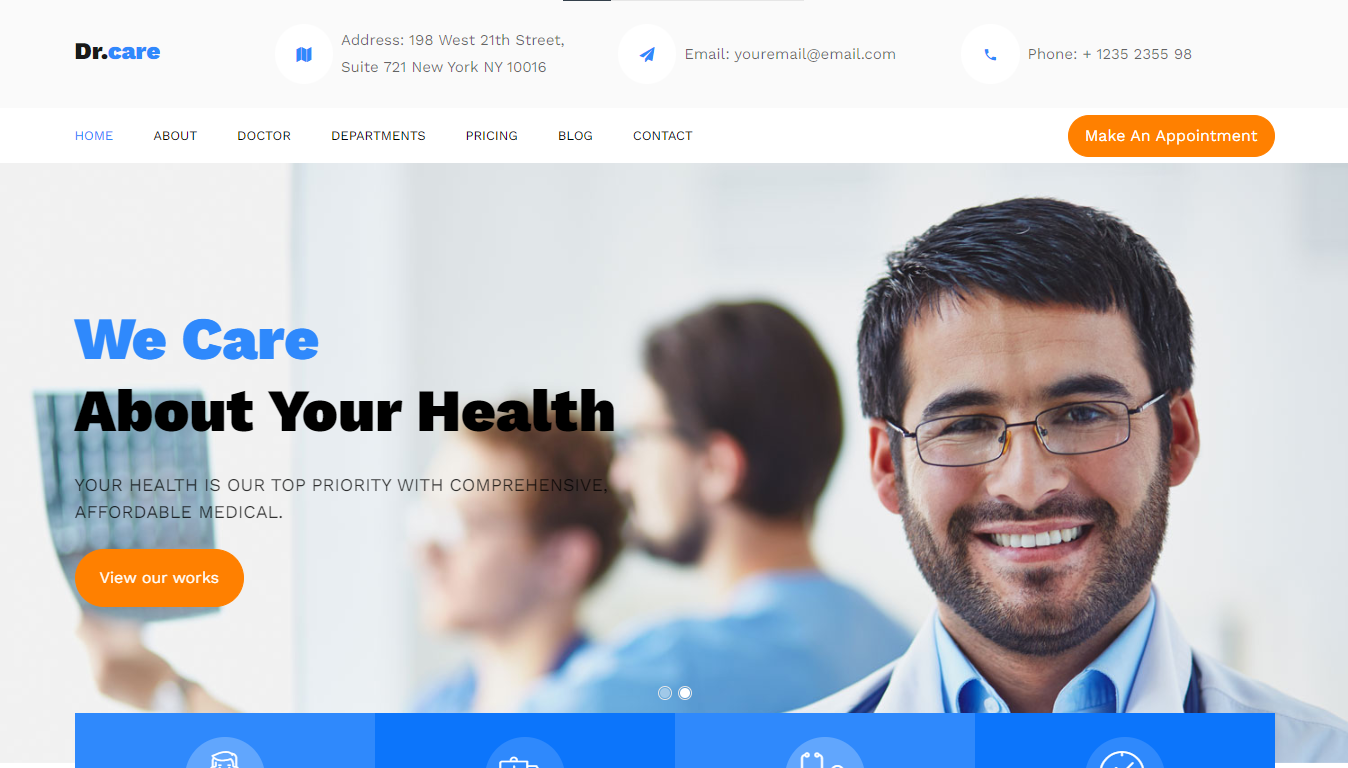 Dr.care
Address: 198 West 21th Street,
Suite 721 New York NY 10016
Email: youremail@email.com
Phone: + 1235 2355 98
HOME
ABOUT
DOCTOR
DEPARTMENTS
PRICING
BLOG
CONTACT
Make An Appointment
We Care
About Your Health
YOUR HEALTH IS OUR TOP PRIORITY WITH COMPREHENSIVE,
AFFORDABLE MEDICAL.
View our works